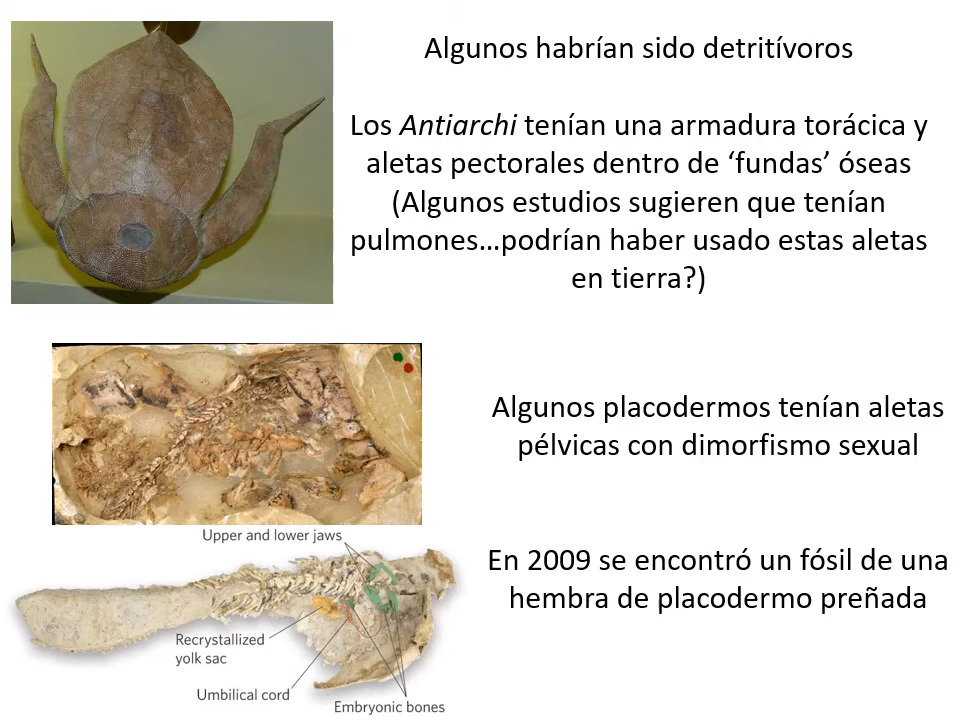 Algunos habrían sido detritívoros
Los Antiarchi tenían una armadura torácica y
aletas pectorales dentro de ‘fundas’ óseas
(Algunos estudios sugieren que tenían
pulmones…podrían haber usado estas aletas
en tierra?)
Algunos placodermos tenían aletas
pélvicas con dimorfismo sexual
Upper and lower jaws
Recrystallized
yolk sac
Umbilical cord
Embryonic bones
En 2009 se encontró un fósil de una
hembra de placodermo preñada